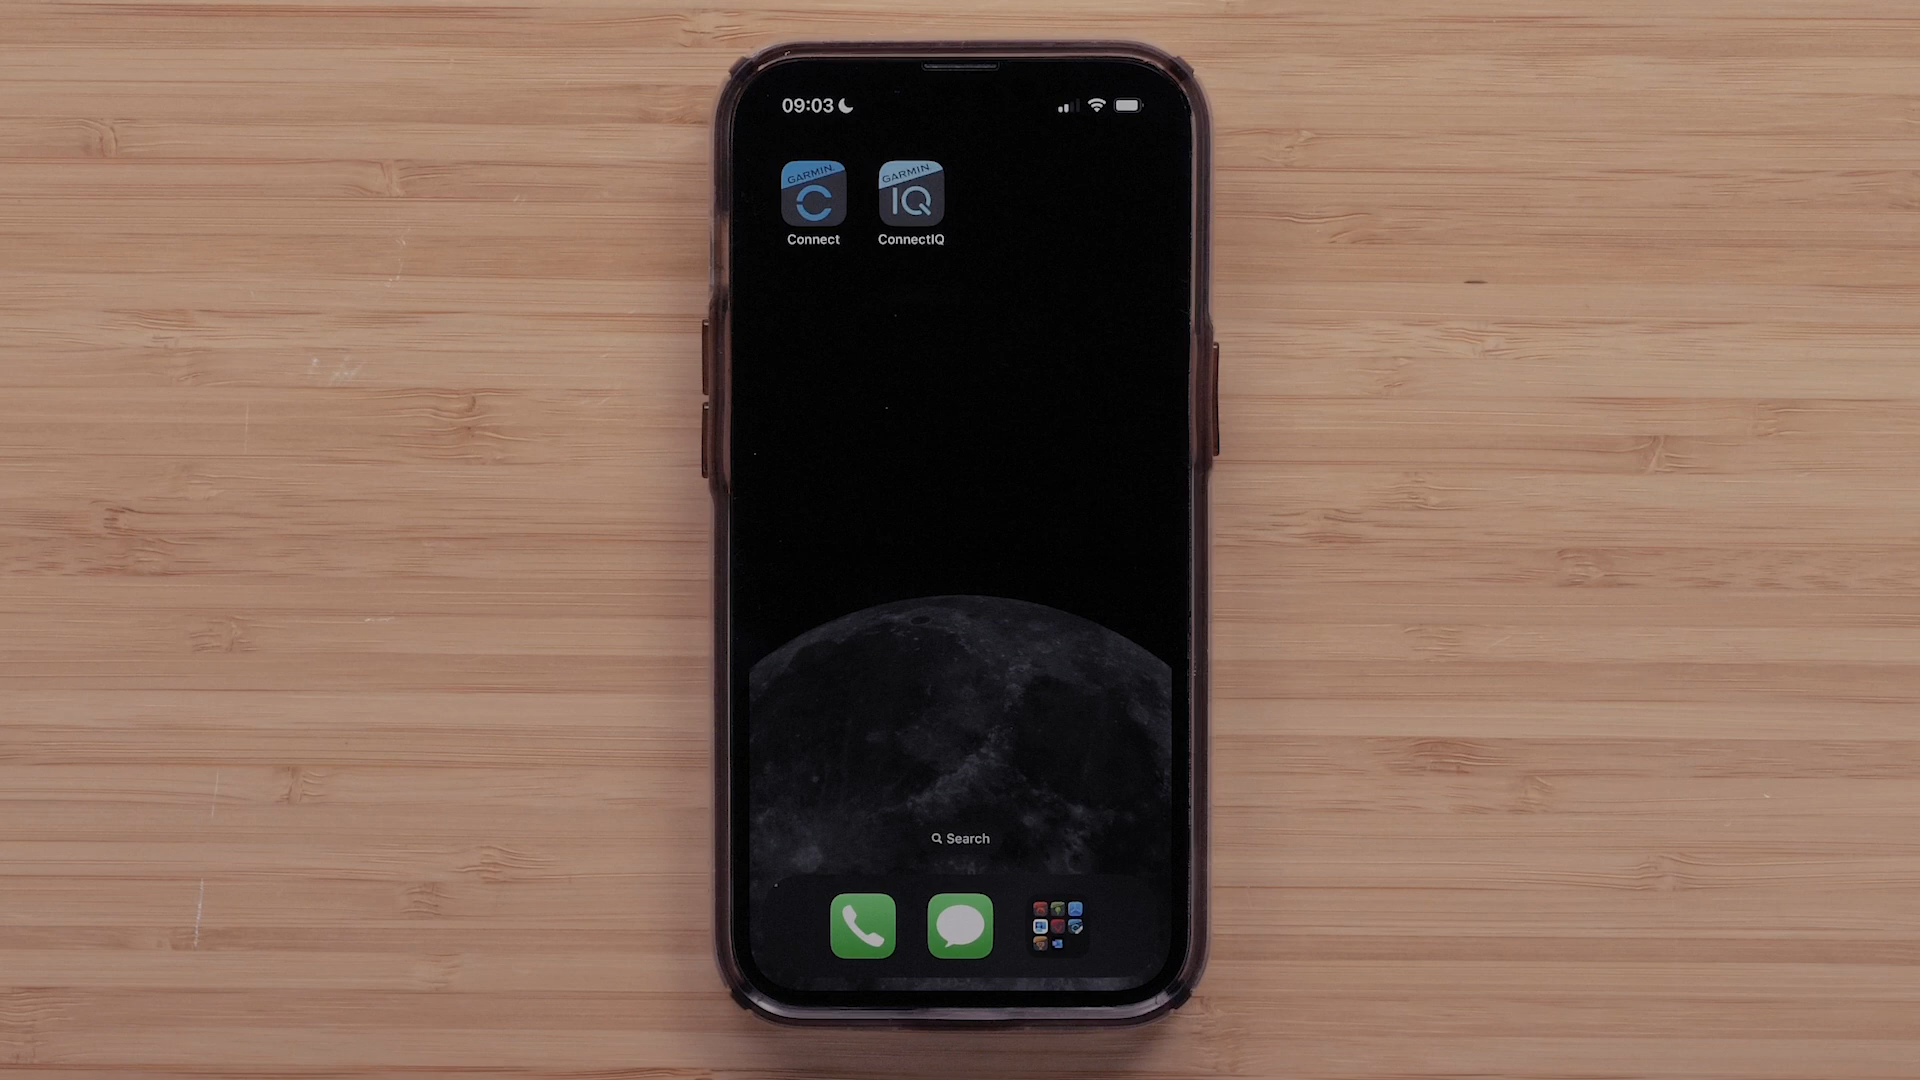 09:03
GARMIN.
GARMIN.
IQ
Connect
ConnectIQ
Search